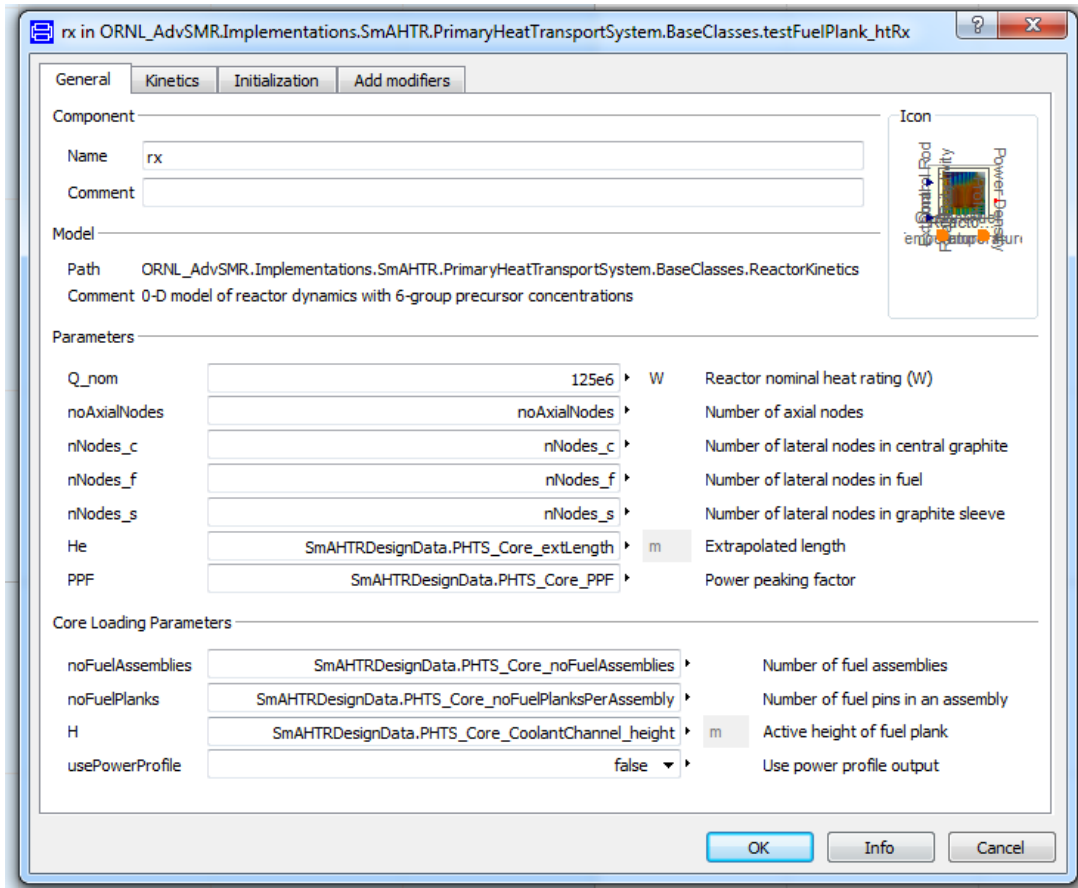 rx in ORNL_AdvSMR.Implementations.SmAHTR.PrimaryHeatTransportSystem.BaseClasses.testFuelPlank_htRx
General Kinetics Initialization Add modifiers
Component
Icon
Name rx
Comment
Power Density
Model
Path ORNL_AdvSMR.Implementations.SmAHTR.PrimaryHeatTransportSystem.BaseClasses.ReactorKinetics
Comment 0-D model of reactor dynamics with 6-group precursor concentrations
Parameters
Q_nom 125e6 W Reactor nominal heat rating (W)
noAxialNodes noAxialNodes Number of axial nodes
nNodes_c nNodes_c Number of lateral nodes in central graphite
nNodes_f nNodes_f Number of lateral nodes in fuel
nNodes_s nNodes_s Number of lateral nodes in graphite sleeve
He SmAHTRDesignData.PHTS_Core_extLength m Extrapolated length
PPF SmAHTRDesignData.PHTS_Core_PPF Power peaking factor
Core Loading Parameters
noFuelAssemblies SmAHTRDesignData.PHTS_Core_noFuelAssemblies Number of fuel assemblies
noFuelPlanks SmAHTRDesignData.PHTS_Core_noFuelPlanksPerAssembly Number of fuel pins in an assembly
H SmAHTRDesignData.PHTS_Core_CoolantChannel_height m Active height of fuel plank
usePowerProfile false Use power profile output
OK Info Cancel